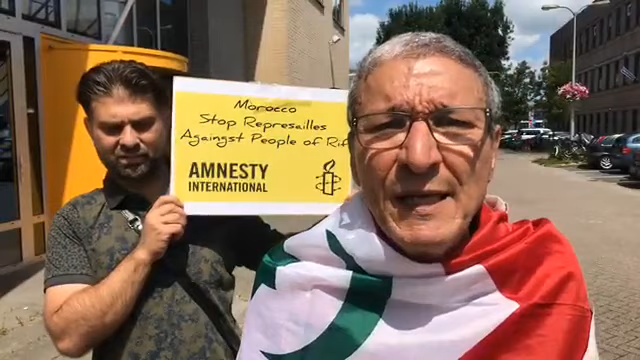 Morocco
Stop Represailles
Against People of Rif
AMNESTY
INTERNATIONAL